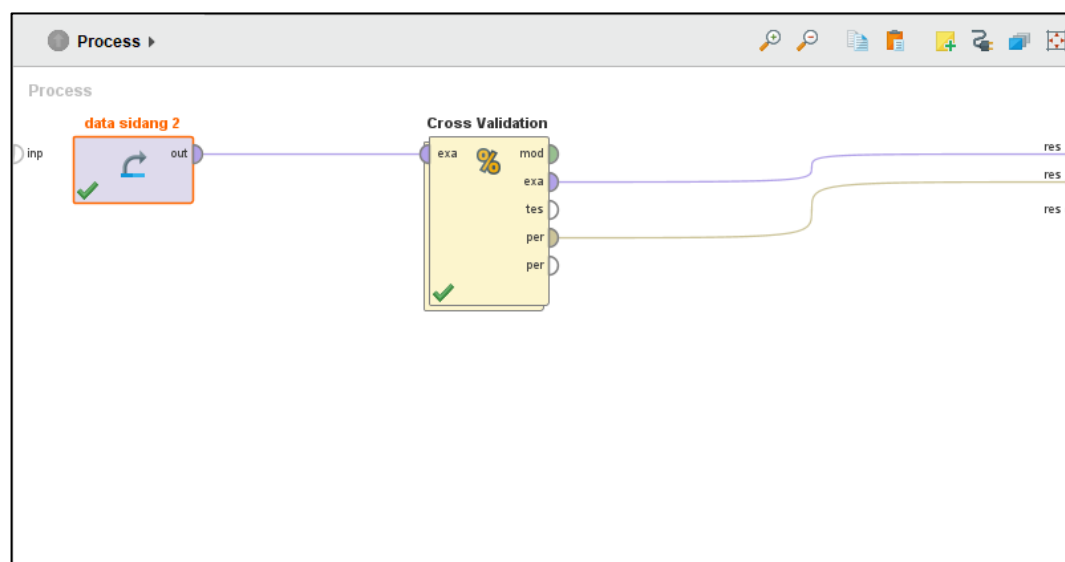 Process
Process
data sidang 2
Cross Validation
inp
out
exa
mod
exa
tes
per
per
res
res
res